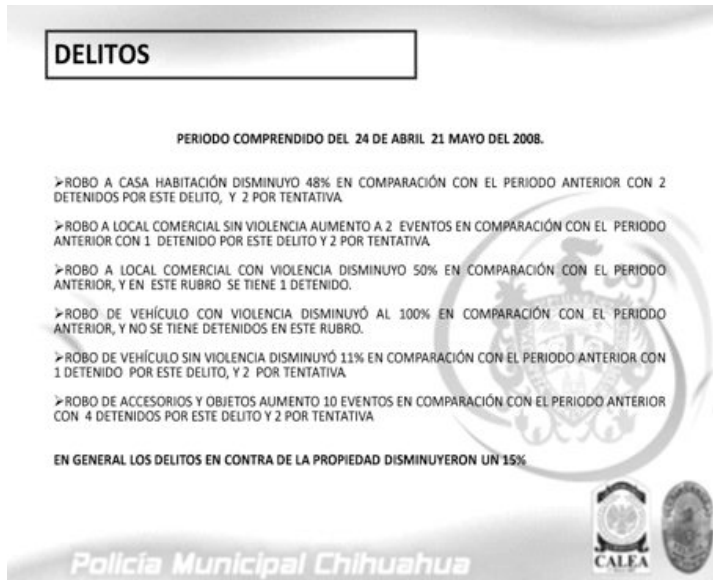 DELITOS
PERIODO COMPRENDIDO DEL 24 DE ABRIL 21 MAYO DEL 2008.
➢ROBO A CASA HABITACIÓN DISMINUYO 48% EN COMPARACIÓN CON EL PERIODO ANTERIOR CON 2
DETENIDOS POR ESTE DELITO, Y 2 POR TENTATIVA.
➢ROBO A LOCAL COMERCIAL SIN VIOLENCIA AUMENTO A 2 EVENTOS EN COMPARACIÓN CON EL PERIODO
ANTERIOR CON 1 DETENIDO POR ESTE DELITO Y 2 POR TENTATIVA.
➢ROBO A LOCAL COMERCIAL CON VIOLENCIA DISMINUYO 50% EN COMPARACIÓN CON EL PERIODO
ANTERIOR, Y EN ESTE RUBRO SE TIENE 1 DETENIDO.
➢ROBO DE VEHÍCULO CON VIOLENCIA DISMINUYÓ AL 100% EN COMPARACIÓN CON EL PERIODO
ANTERIOR, Y NO SE TIENE DETENIDOS EN ESTE RUBRO.
➢ROBO DE VEHÍCULO SIN VIOLENCIA DISMINUYÓ 11% EN COMPARACIÓN CON EL PERIODO ANTERIOR CON
1 DETENIDO POR ESTE DELITO, Y 2 POR TENTATIVA.
➢ROBO DE ACCESORIOS Y OBJETOS AUMENTO 10 EVENTOS EN COMPARACIÓN CON EL PERIODO ANTERIOR
CON 4 DETENIDOS POR ESTE DELITO Y 2 POR TENTATIVA
EN GENERAL LOS DELITOS EN CONTRA DE LA PROPIEDAD DISMINUYERON UN 15%
CALEA
Policía Municipal Chihuahua